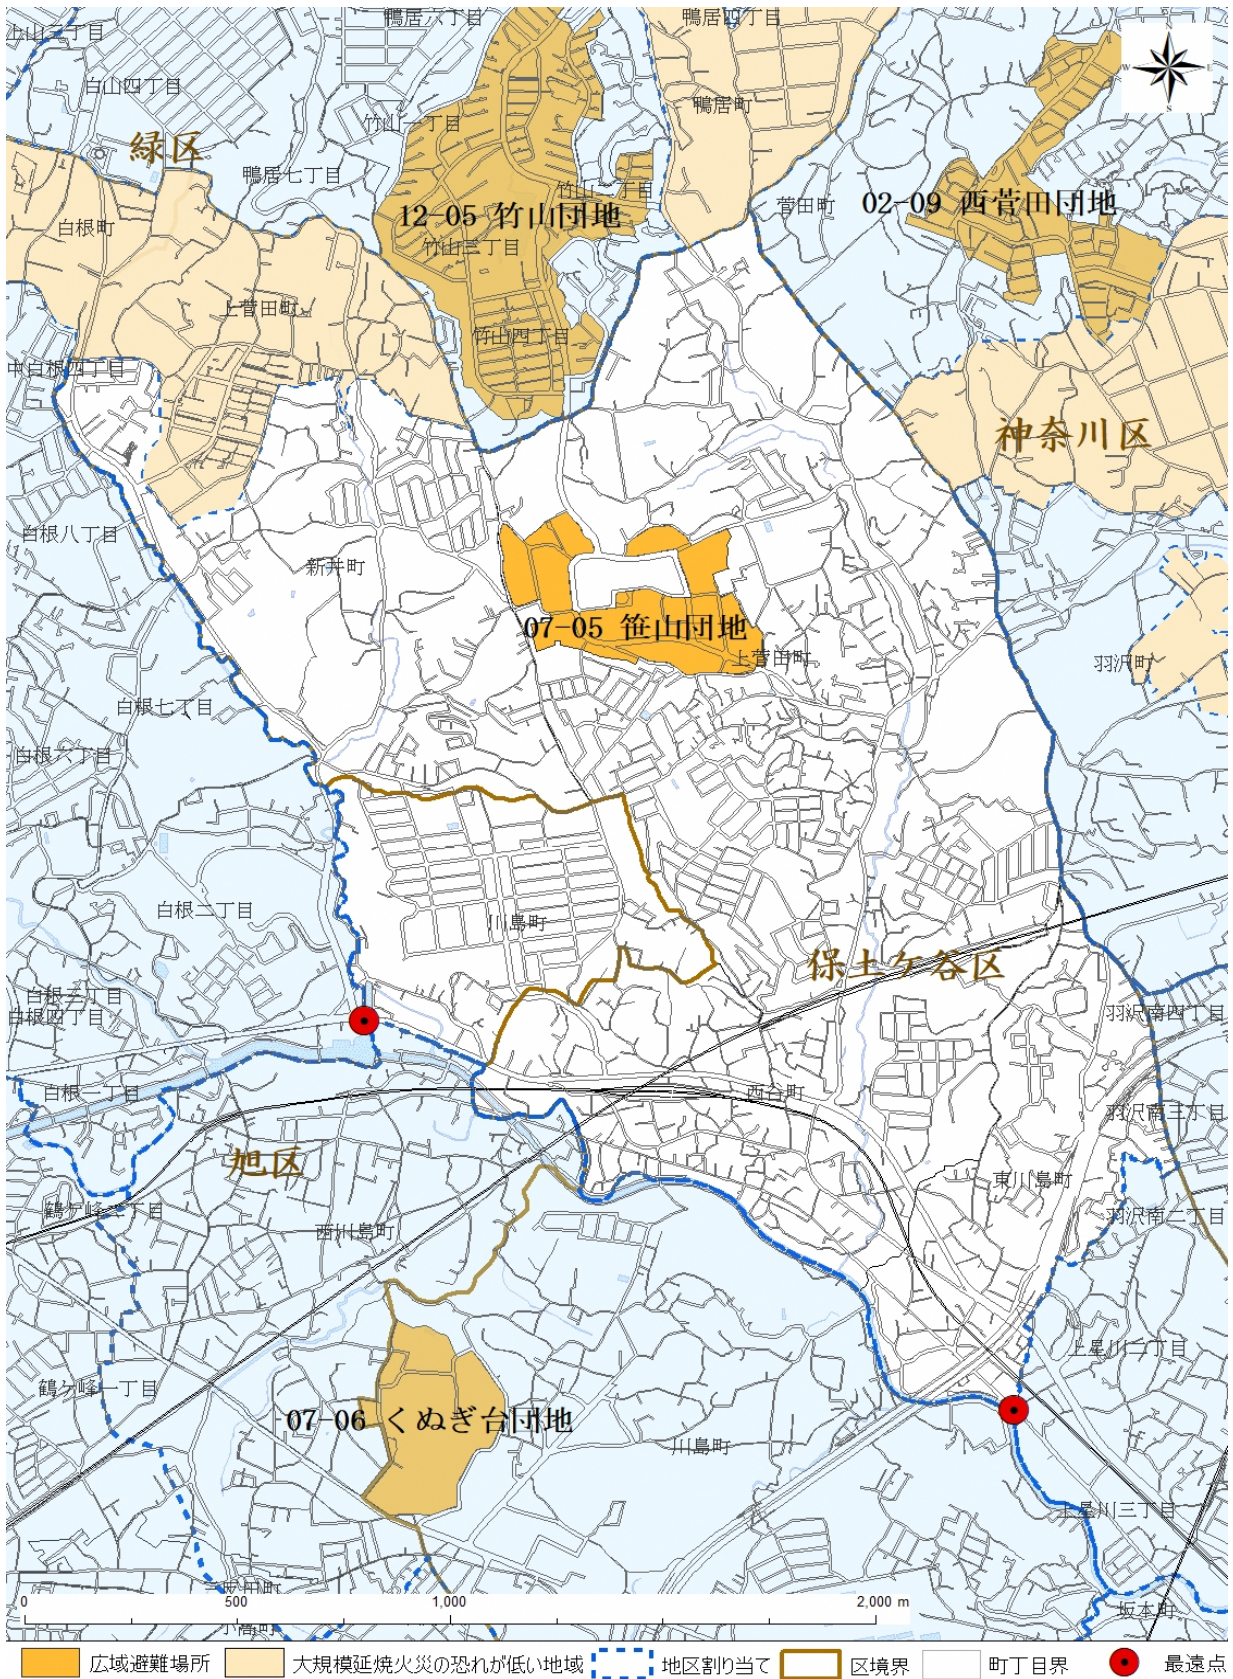 鴨居六丁目
鴨居四丁目
上山三丁目
N
W
E
S
白山四丁目
鴨居町
竹山一丁目
緑区
鴨居七丁目
竹山一丁目
菅田町
02-09 西菅田団地
12-05 竹山団地
白根町
竹山三丁目
上菅田町
竹山四丁目
中白根四丁目
神奈川区
白根八丁目
新井町
07-05 笹山団地
上菅田町
羽沢町
白根七丁目
白根六丁目
白根二丁目
川島町
保土ケ谷区
白根三丁目
白根四丁目
羽沢南四丁目
白根一丁目
西谷町
羽沢南三丁目
旭区
東川島町
鶴ケ峰二丁目
羽沢南二丁目
西川島町
上星川二丁目
鶴ケ峰一丁目
07-06 くぬぎ台団地
川島町
上星川三丁目
坂本町
0
500
1,000
2,000 m
広域避難場所
大規模延焼火災の恐れが低い地域
地区割り当て
区境界
町丁目界
最遠点